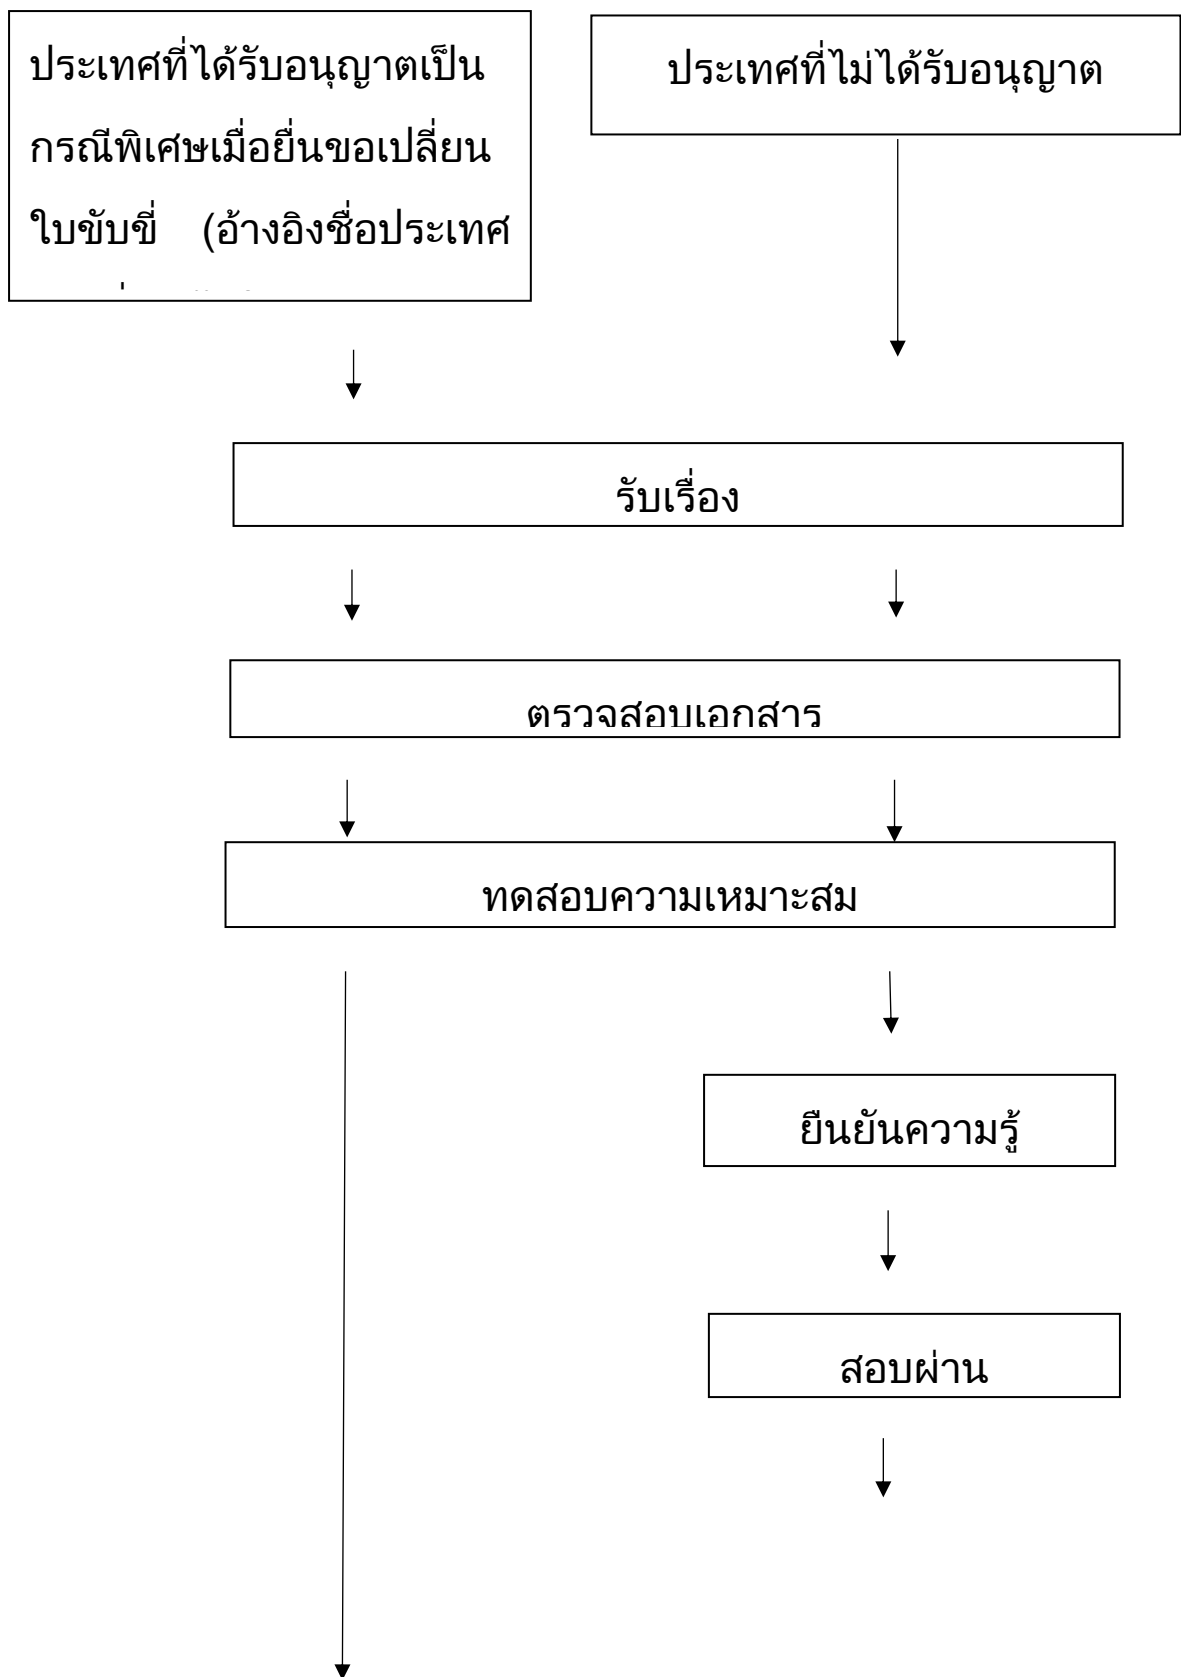 ประเทศที่ได้รับอนุญาตเป็น
กรณีพิเศษเมื่อยื่นขอเปลี่ยน
ใบขับขี่ (อ้างอิงชื่อประเทศ
ประเทศที่ไม่ได้รับอนุญาต
รับเรื่อง
ตรวจสอบเอกสาร
ทดสอบความเหมาะสม
ยืนยันความรู้
สอบผ่าน